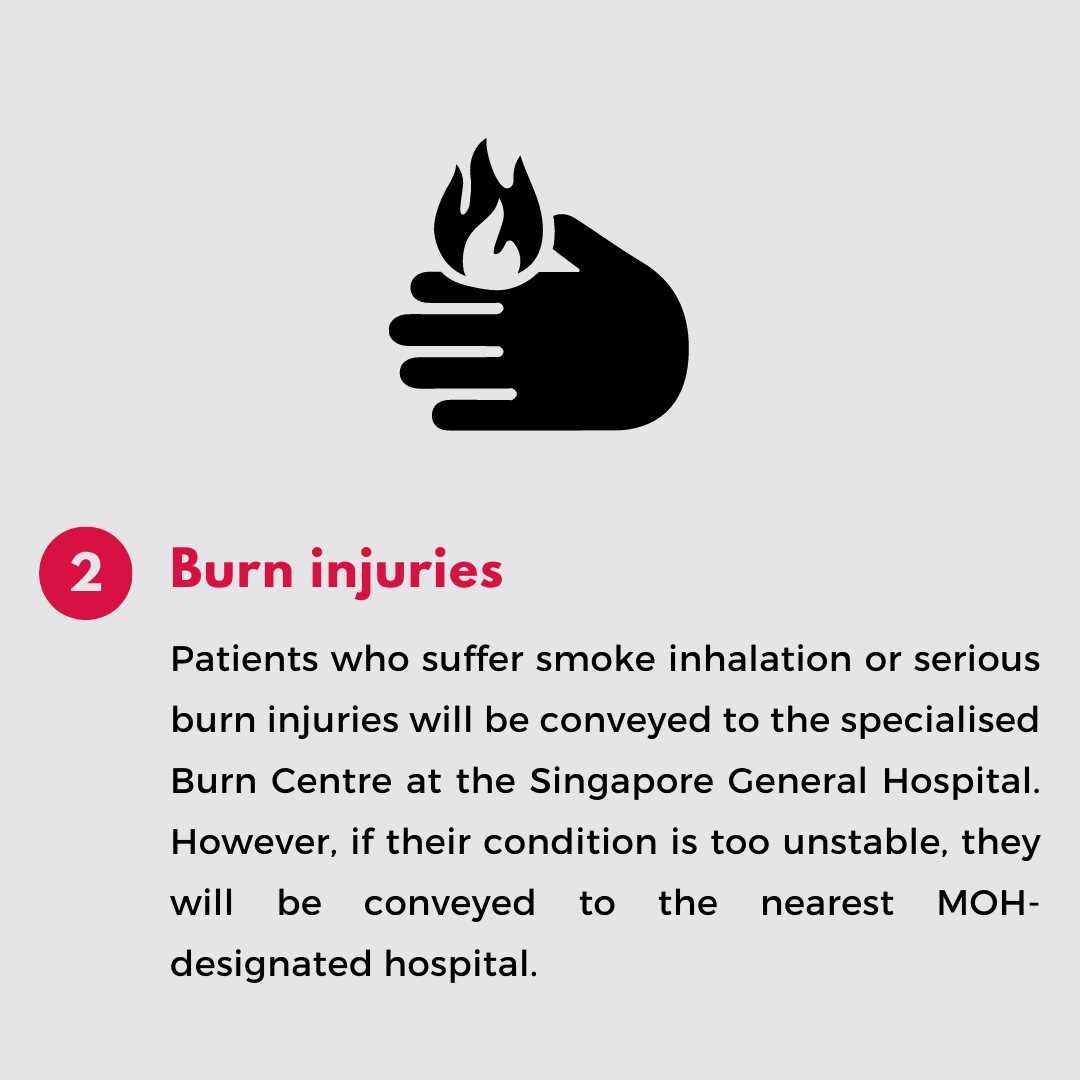 2 Burn injuries
Patients who suffer smoke inhalation or serious
burn injuries will be conveyed to the specialised
Burn Centre at the Singapore General Hospital.
However, if their condition is too unstable, they
will be conveyed to the nearest MOH-
designated hospital.